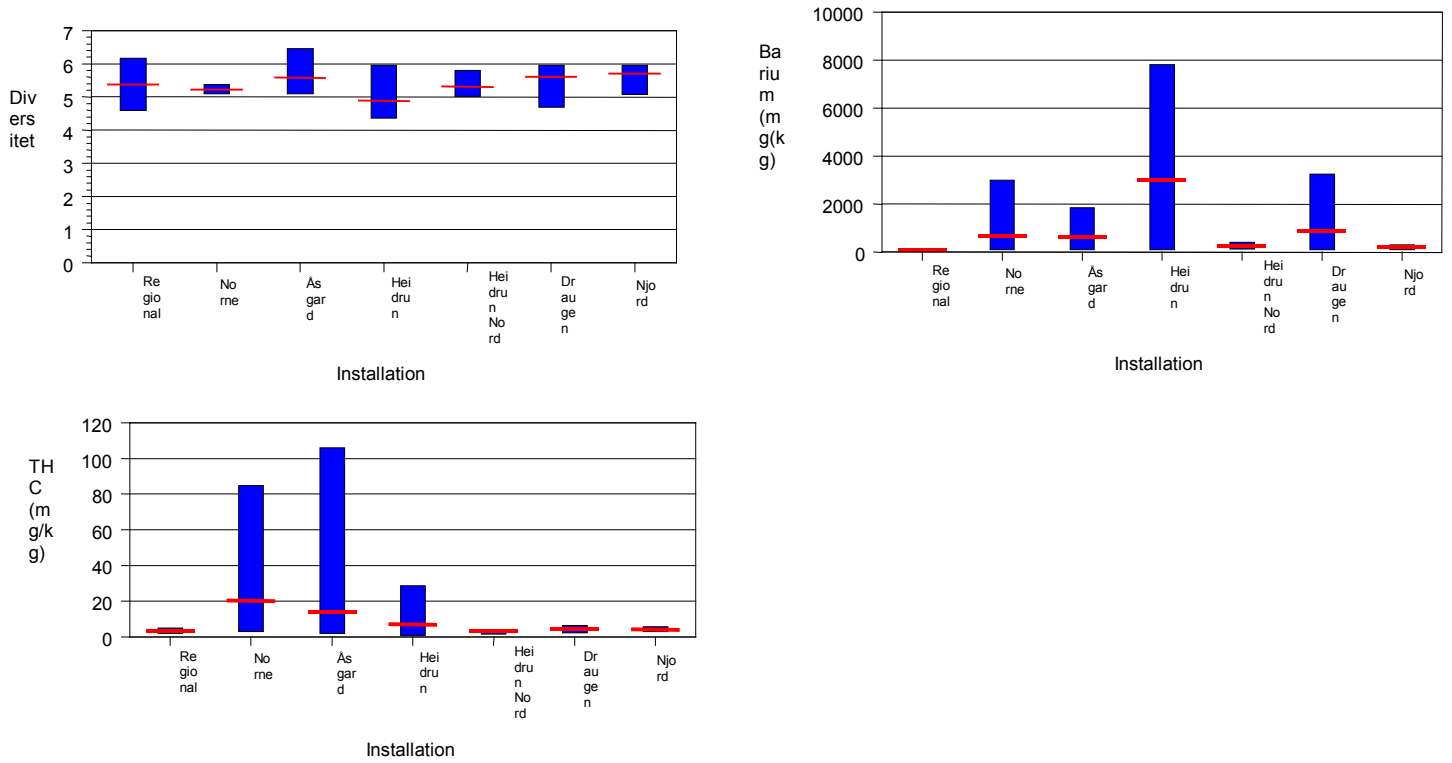 7
6
5
4
3
2
1
0
Div
ers
itet
Re
gio
nal
No
rne
Ås
gar
d
Hei
dru
n
Hei
dru
n
No
rd
Dr
au
ge
n
Njo
rd
Installation
10000
8000
6000
4000
2000
0
Ba
riu
m
(m
g(k
g)
Re
gio
nal
No
rne
Ås
gar
d
Hei
dru
n
Hei
dru
n
No
rd
Dr
au
ge
n
Njo
rd
Installation
120
100
80
60
40
20
0
TH
C
(m
g/k
g)
Re
gio
nal
No
rne
Ås
gar
d
Hei
dru
n
Hei
dru
n
No
rd
Dr
au
ge
n
Njo
rd
Installation